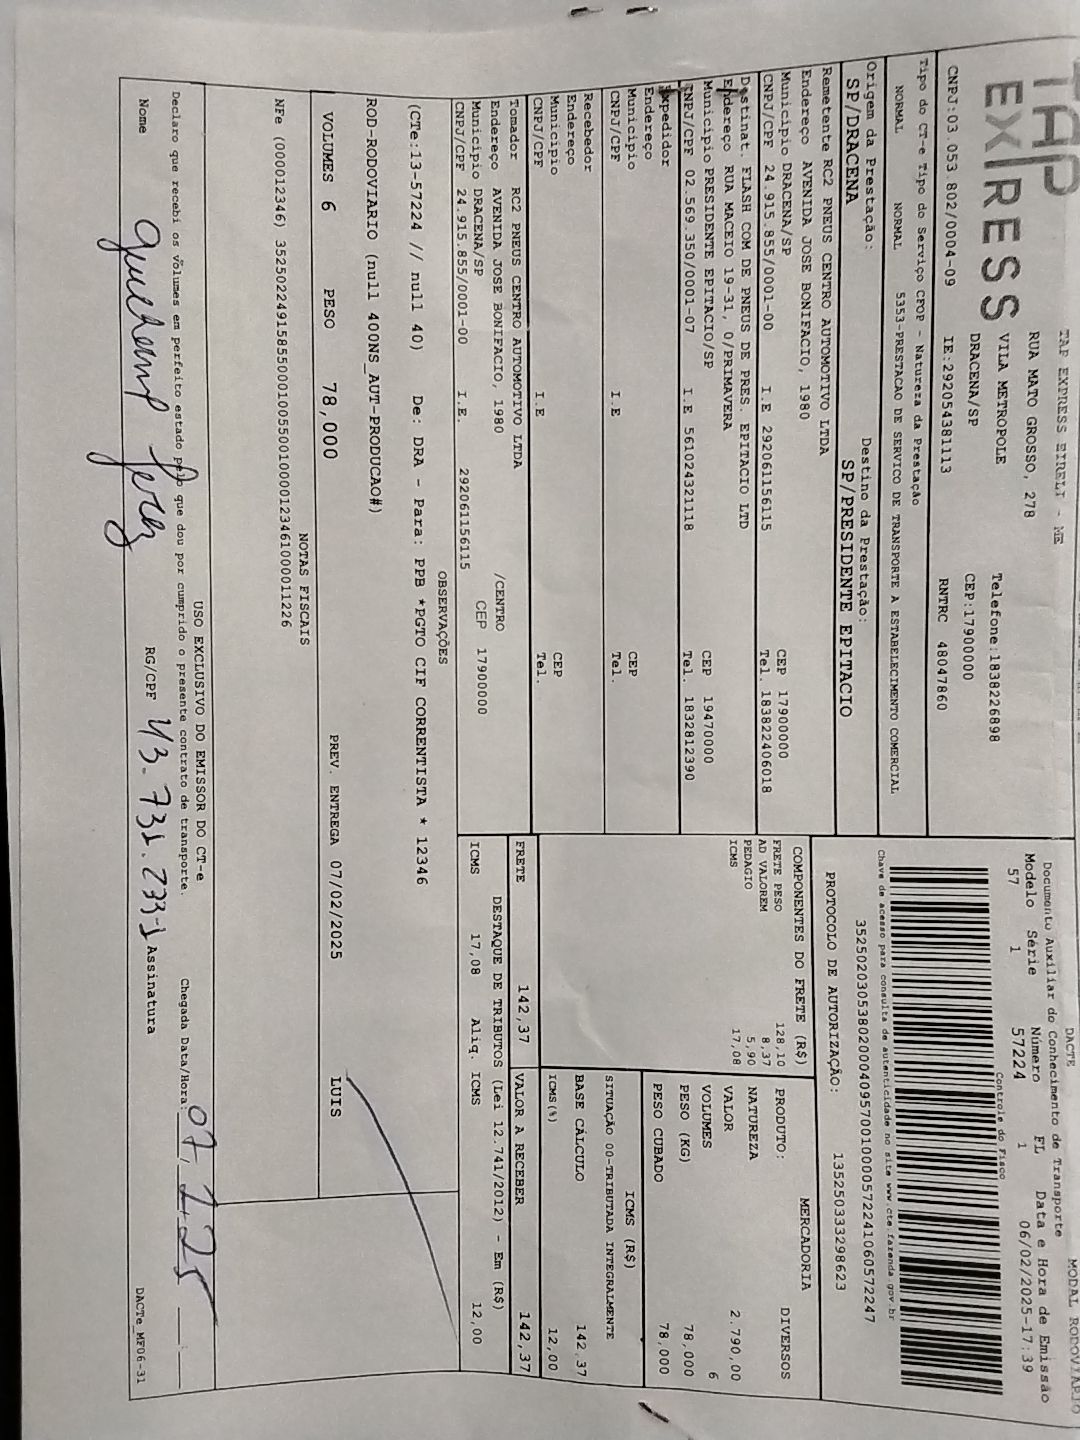 TAP EXPRESS EIRELI - ME
TAP
EX|RESS
RUA MATO GROSSO, 278
VILA METROPOLE
DRACENA/SP
Telefone:1838226898
CEP:17900000
CNPJ:03.053.802/0004-09 IE:292054381113 RNTRC 48047860
Tipo do CT-e Tipo do Serviço CFOP - Natureza da Prestação
NORMAL NORMAL 5353-PRESTACAO DE SERVICO DE TRANSPORTE A ESTABELECIMENTO COMERCIAL
Origem da Prestação: Destino da Prestação:
SP/DRACENA SP/PRESIDENTE EPITACIO
DACTE MODAL RODOVIARIO
Documento Auxiliar do Conhecimento de Transporte
Modelo Série Número FL Data e Hora de Emissão
57 1 57224 1 06/02/2025-17:39
Controle do Fisco
Chave de acesso para consulta de autenticidade no site www.cte.fazenda.gov.br
35250203053802000409570010000572241060572247
PROTOCOLO DE AUTORIZAÇÃO: 135250333298623
Remetente RC2 PNEUS CENTRO AUTOMOTIVO LTDA
Endereço AVENIDA JOSE BONIFACIO, 1980
Municipio DRACENA/SP CEP 17900000
CNPJ/CPF 24.915.855/0001-00 I.E 292061156115 Tel. 1838222406018
Destinat. FLASH COM DE PNEUS DE PRES. EPITACIO LTD
Endereço RUA MACEIO 19-31, 0/PRIMAVERA
Municipio PRESIDENTE EPITACIO/SP CEP 19470000
CNPJ/CPF 02.569.350/0001-07 I.E 561024321118 Tel. 1832812390
Expedidor
Endereço
Municipio CEP
CNPJ/CPF I.E Tel.
Recebedor
Endereço
Municipio CEP
CNPJ/CPF I.E Tel.
Tomador RC2 PNEUS CENTRO AUTOMOTIVO LTDA
Endereço AVENIDA JOSE BONIFACIO, 1980 /CENTRO
Municipio DRACENA/SP CEP 17900000
CNPJ/CPF 24.915.855/0001-00 I.E. 292061156115
COMPONENTES DO FRETE (R$)
FRETE PESO 128,10
AD VALOREM 8,37
PEDAGIO 5,90
ICMS 17,08
PRODUTO: MERCADORIA
NATUREZA DIVERSOS
VALOR 2.790,00
VOLUMES 6
PESO (KG) 78,000
PESO CUBADO 78,000
ICMS (R$)
SITUAÇÃO 00-TRIBUTADA INTEGRALMENTE
BASE CÁLCULO 142,37
ICMS(%) 12,00
FRETE 142,37 VALOR A RECEBER 142,37
DESTAQUE DE TRIBUTOS (Lei 12.741/2012) - Em (R$)
ICMS 17,08 Aliq. ICMS 12,00
OBSERVAÇÕES
(CTe:13-57224 // null 40) De: DRA - Para: PPB *PGTO CIF CORRENTISTA * 12346
ROD-RODOVIARIO (null 400NS_AUT-PRODUCAO#)
VOLUMES 6 PESO 78,000 PREV. ENTREGA 07/02/2025 LUIS
NOTAS FISCAIS
NFe (000012346) 35250224915855000100550010000123461000011226
USO EXCLUSIVO DO EMISSOR DO CT-e
Declaro que recebi os volumes em perfeito estado pelo que dou por cumprido o presente contrato de transporte. Chegada Data/Hora: 07.2.25
Nome RG/CPF 43.731.233-1 Assinatura
DACTe_MF06-31